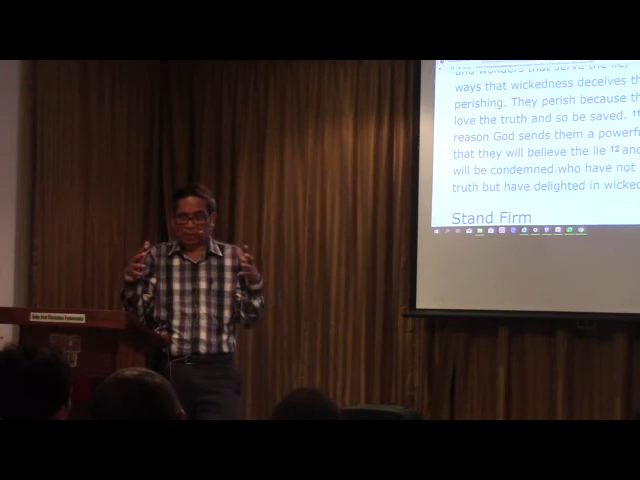 and wonders that serve the lie,
ways that wickedness deceives th
perishing. They perish because th
love the truth and so be saved. 11
reason God sends them a powerfu
that they will believe the lie 12 and
will be condemned who have not
truth but have delighted in wicked
Stand Firm